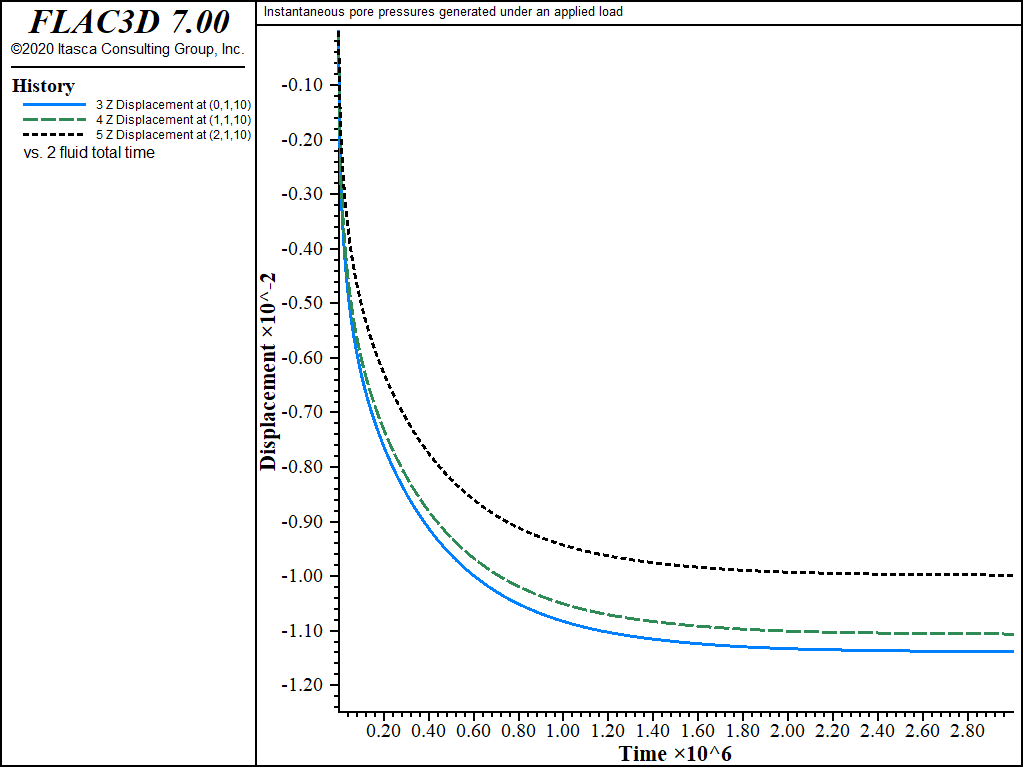 FLAC3D 7.00
©2020 Itasca Consulting Group, Inc.
History
3 Z Displacement at (0,1,10)
4 Z Displacement at (1,1,10)
5 Z Displacement at (2,1,10)
vs. 2 fluid total time
Instantaneous pore pressures generated under an applied load
Displacement ×10^-2
-0.10
-0.20
-0.30
-0.40
-0.50
-0.60
-0.70
-0.80
-0.90
-1.00
-1.10
-1.20
0.20 0.40 0.60 0.80 1.00 1.20 1.40 1.60 1.80 2.00 2.20 2.40 2.60 2.80
Time ×10^6